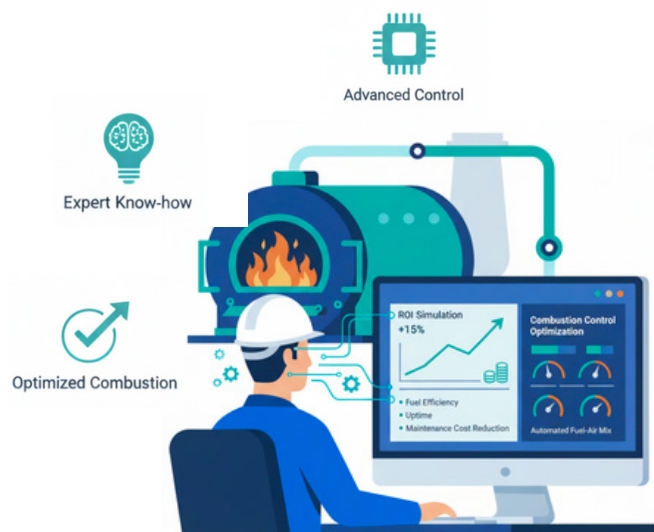 Advanced Control
Expert Know-how
Optimized Combustion
ROI Simulation
+15%
Fuel Efficiency
Uptime
Maintenance Cost Reduction
Combustion Control
Optimization
Automated Fuel-Air Mix